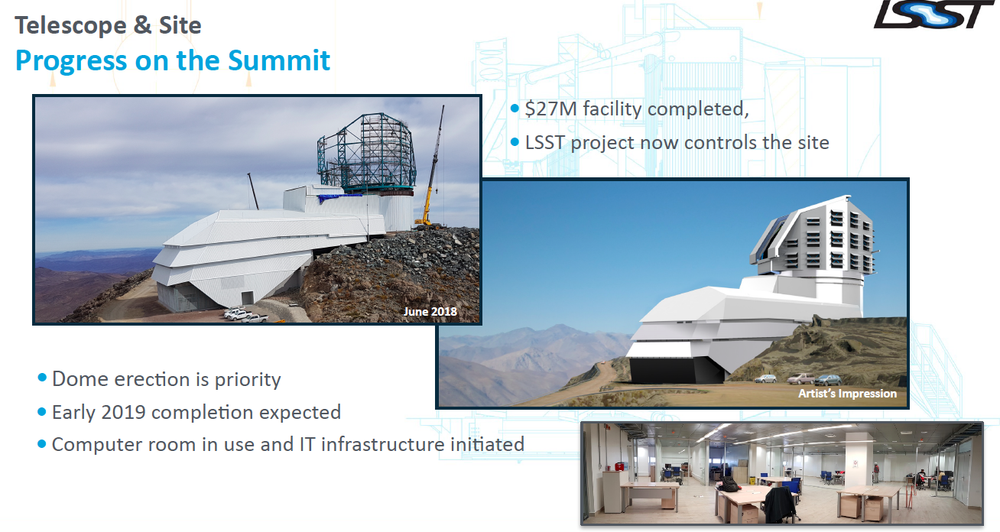 Telescope & Site
LSST
Progress on the Summit
$27M facility completed,
LSST project now controls the site
June 2018
Artist's Impression
Dome erection is priority
Early 2019 completion expected
Computer room in use and IT infrastructure initiated